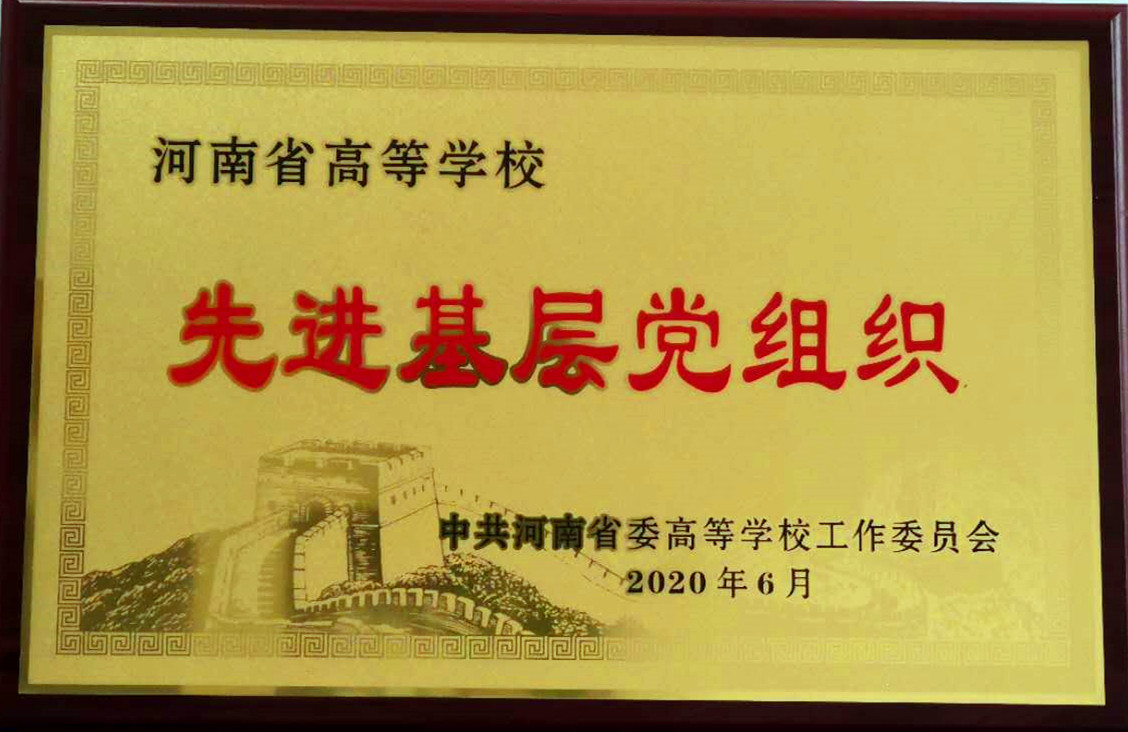 河南省高等学校
先进基层党组织
中共河南省委高等学校工作委员会
2020年6月